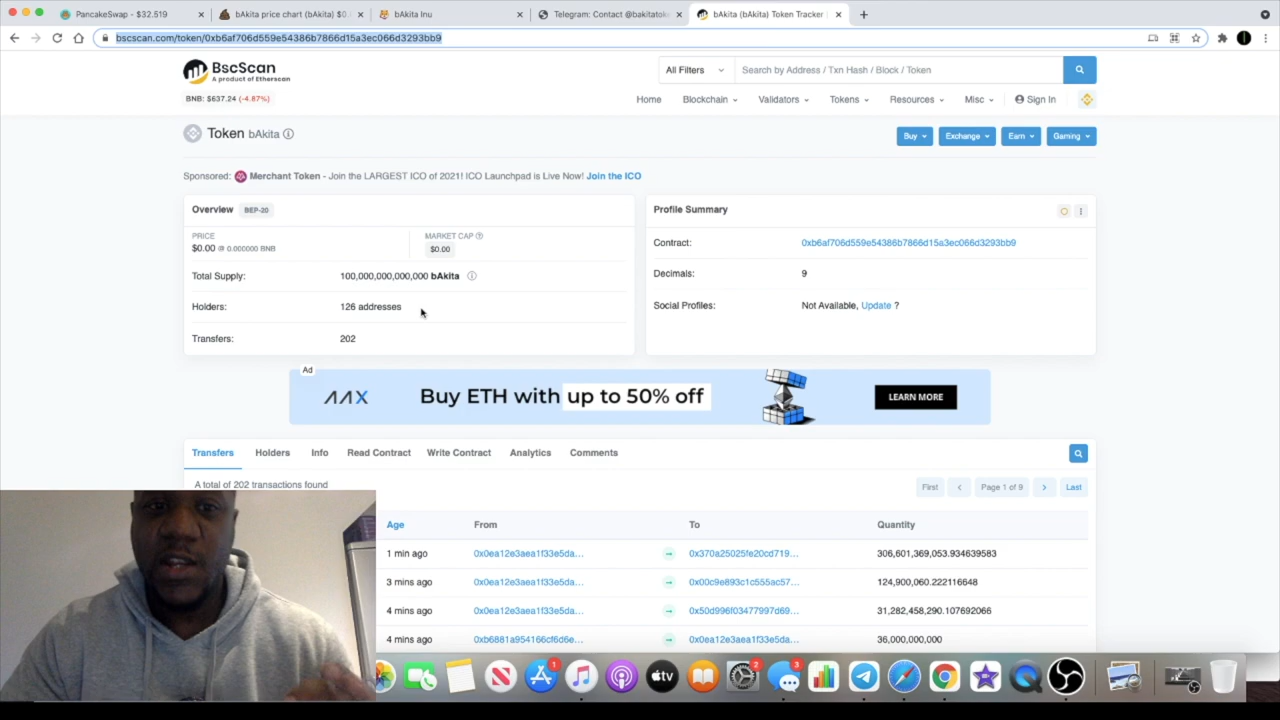 PancakeSwap - $32.519
bAkita price chart (bAkita) $0
bAkita Inu
Telegram: Contact @bakitatok
bAkita (bAkita) Token Tracker
bscscan.com/token/0xb6af706d559e54386b7866d15a3ec066d3293bb9
BscScan
A product of Etherscan
All Filters
Search by Address / Txn Hash / Block / Token
BNB: $637.24 (-4.87%)
Home
Blockchain
Validators
Tokens
Resources
Misc
Sign In
Token bAkita
Buy
Exchange
Earn
Gaming
Sponsored: Merchant Token - Join the LARGEST ICO of 2021! ICO Launchpad is Live Now! Join the ICO
Overview BEP-20
PRICE
$0.00 @ 0.000000 BNB
MARKET CAP
$0.00
Total Supply: 100,000,000,000,000 bAkita
Holders: 126 addresses
Transfers: 202
Profile Summary
Contract: 0xb6af706d559e54386b7866d15a3ec066d3293bb9
Decimals: 9
Social Profiles: Not Available, Update ?
Ad
AAX
Buy ETH with up to 50% off
LEARN MORE
Transfers
Holders
Info
Read Contract
Write Contract
Analytics
Comments
A total of 202 transactions found
First
Page 1 of 9
Last
Age From To Quantity
1 min ago 0x0ea12e3aea1f33e5da... 0x370a25025fe20cd719... 306,601,369,053.934639583
3 mins ago 0x0ea12e3aea1f33e5da... 0x00c9e893c1c555ac57... 124,900,060.222116648
4 mins ago 0x0ea12e3aea1f33e5da... 0x50d996f03477997d69... 31,282,458,290.107692066
4 mins ago 0xb6881a954166cf6d6e... 0x0ea12e3aea1f33e5da... 36,000,000,000
1
tv
2
3